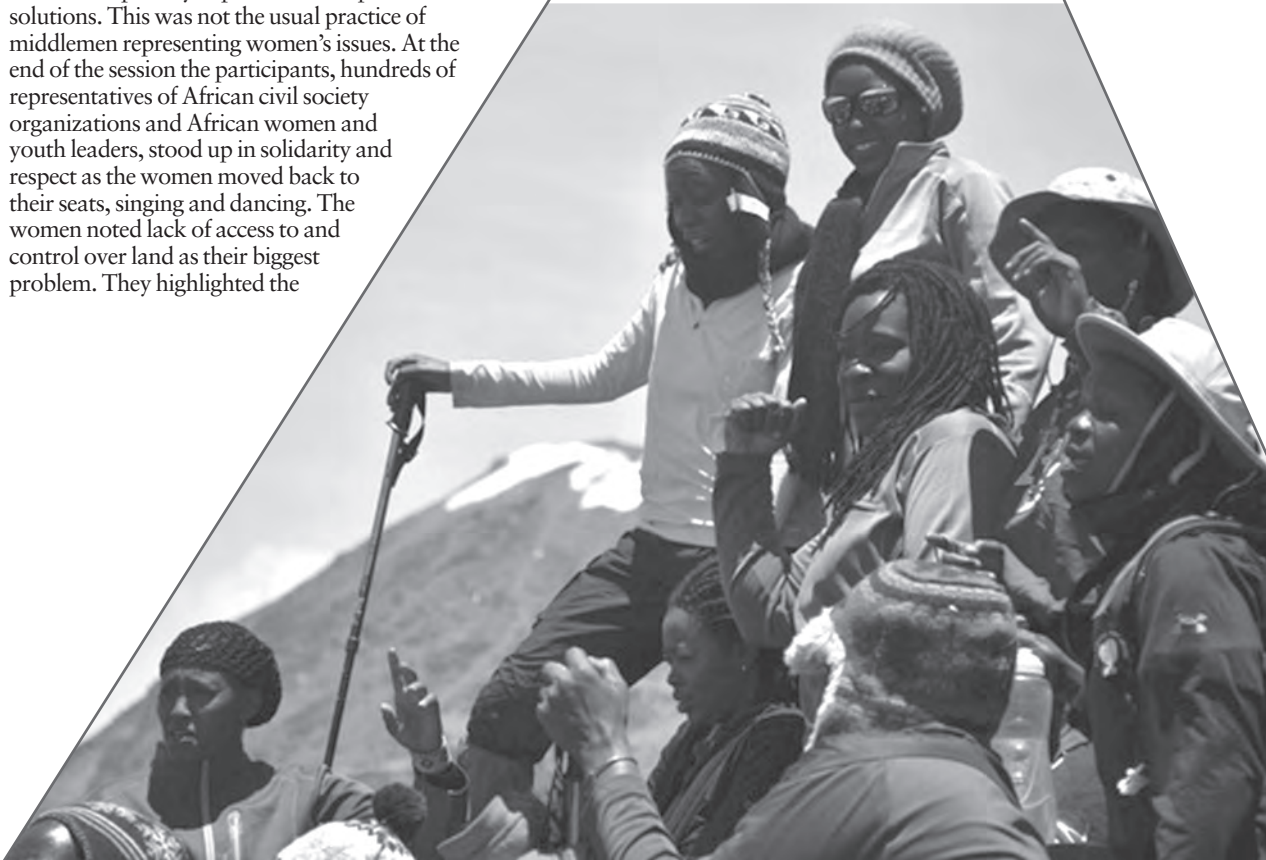 solutions. This was not the usual practice of
middlemen representing women’s issues. At the
end of the session the participants, hundreds of
representatives of African civil society
organizations and African women and
youth leaders, stood up in solidarity and
respect as the women moved back to
their seats, singing and dancing. The
women noted lack of access to and
control over land as their biggest
problem. They highlighted the